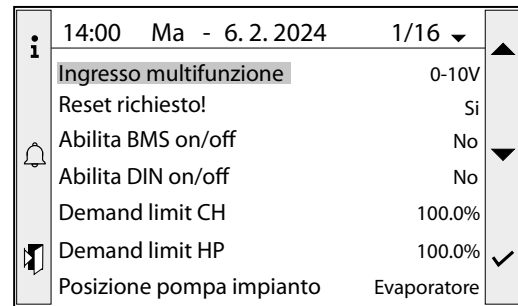 14:00 Ma - 6. 2. 2024 1/16
Ingresso multifunzione 0-10V
Reset richiesto! Si
Abilita BMS on/off No
Abilita DIN on/off No
Demand limit CH 100.0%
Demand limit HP 100.0%
Posizione pompa impianto Evaporatore